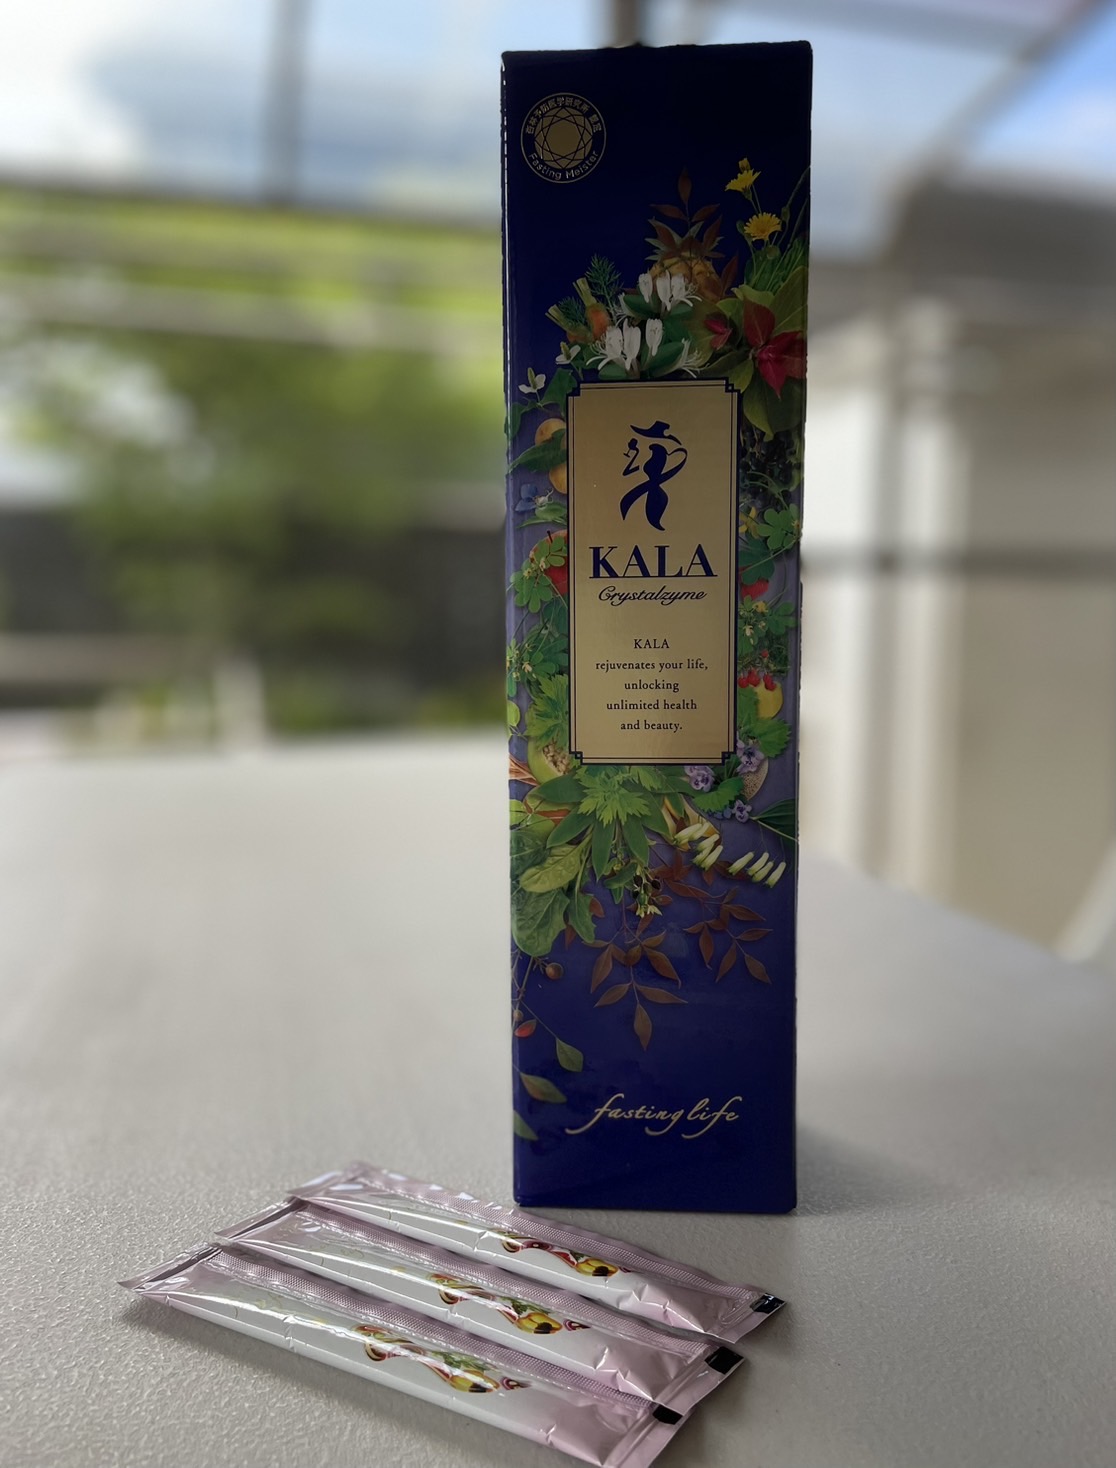 Fasting Meister
KALA
Crystalzyme
KALA
rejuvenates your life,
unlocking
unlimited health
and beauty.
fasting life